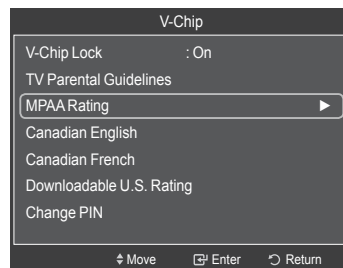 V-Chip
V-Chip Lock : On
TV Parental Guidelines
MPAA Rating
Canadian English
Canadian French
Downloadable U.S. Rating
Change PIN
Move Enter Return